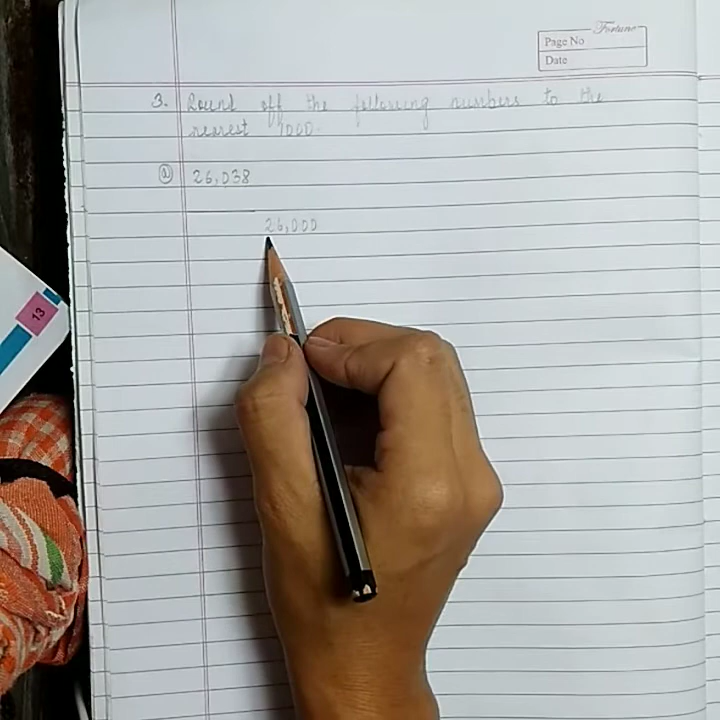 Fortune
Page No
Date
3. Round off the following numbers to the
nearest 1000.
(a) 26,038
26,000
13